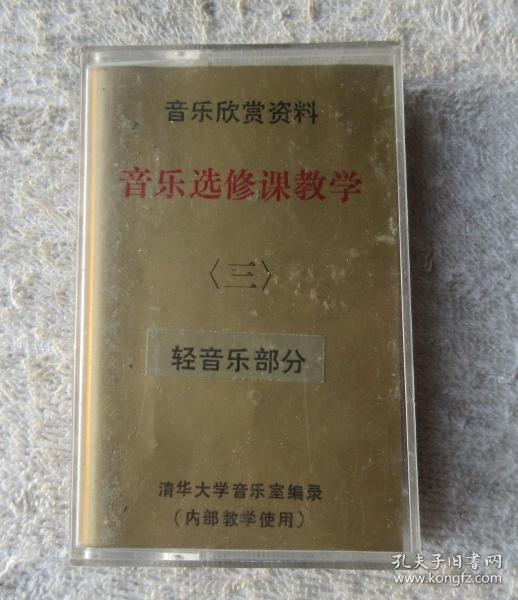 音乐欣赏资料
音乐选修课教学
〈三〉
轻音乐部分
清华大学音乐室编录
(内部教学使用)
孔夫子旧书网
www.kongfz.com